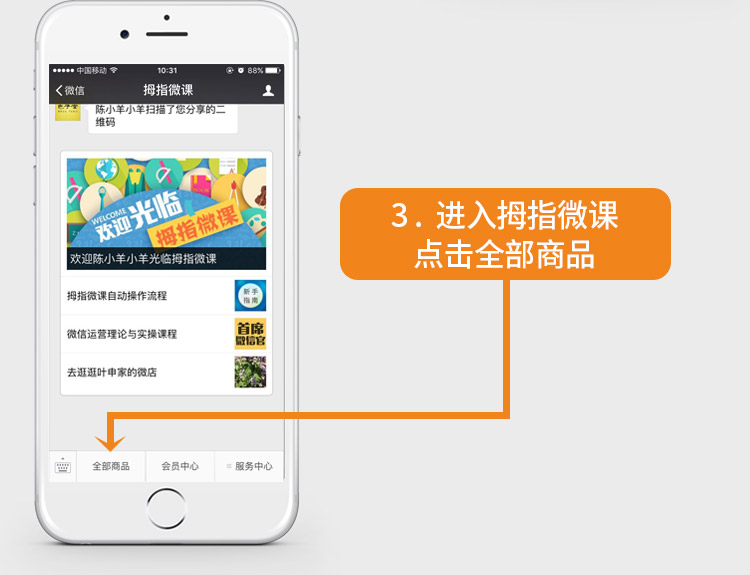 中国移动 10:31 88%
微信 拇指微课
陈小羊小羊扫描了您分享的二
维码
WELCOME
欢迎光临
拇指微课
A+
欢迎陈小羊小羊光临拇指微课
拇指微课自动操作流程
新手
指南
微信运营理论与实操课程
首席
微信官
去逛逛叶申家的微店
全部商品 会员中心 服务中心
3. 进入拇指微课
点击全部商品